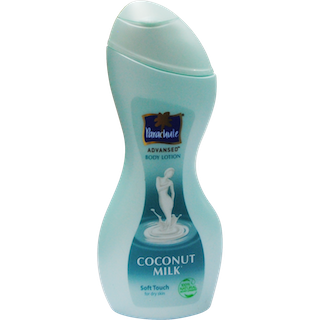 Parachute
ADVANSED
BODY LOTION
COCONUT
MILK
Soft Touch
for dry skin